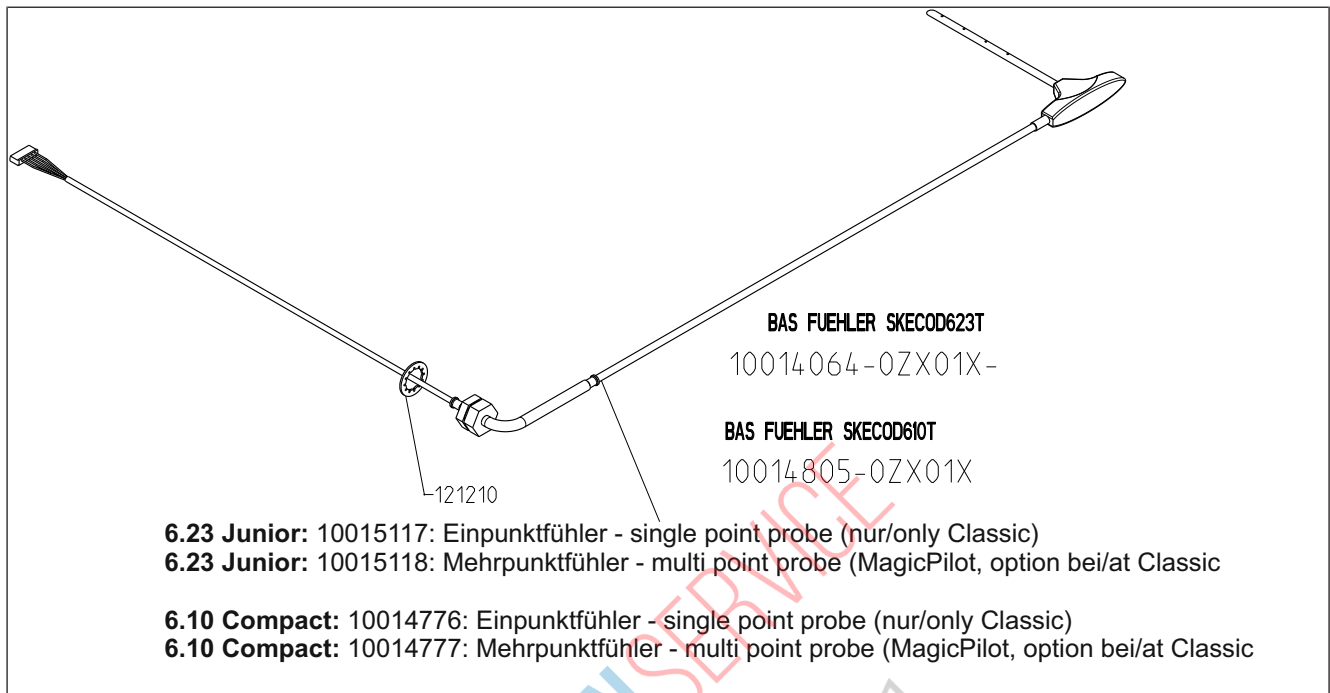 BAS FUEHLER SKECOD623T
10014064-0ZX01X-
BAS FUEHLER SKECOD610T
10014805-0ZX01X
121210
6.23 Junior: 10015117: Einpunktfühler - single point probe (nur/only Classic)
6.23 Junior: 10015118: Mehrpunktfühler - multi point probe (MagicPilot, option bei/at Classic
6.10 Compact: 10014776: Einpunktfühler - single point probe (nur/only Classic)
6.10 Compact: 10014777: Mehrpunktfühler - multi point probe (MagicPilot, option bei/at Classic
SERVICE